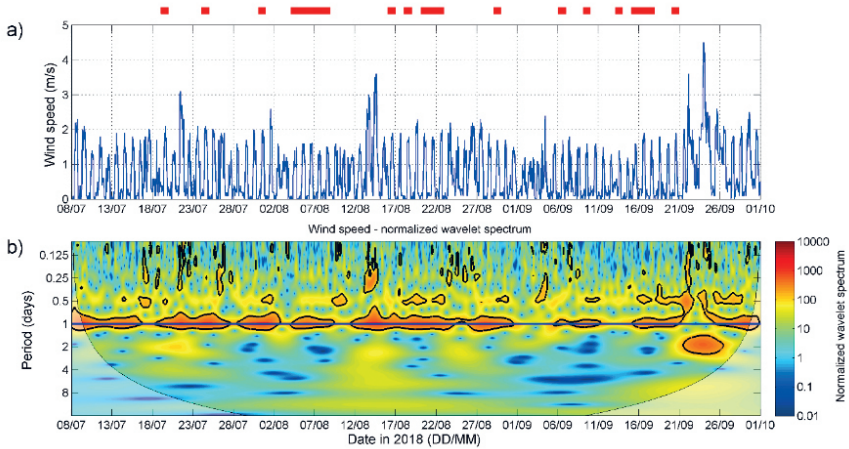 a)
Wind speed (m/s)
5
4
3
2
1
0
08/07 13/07 18/07 23/07 28/07 02/08 07/08 12/08 17/08 22/08 27/08 01/09 06/09 11/09 16/09 21/09 26/09 01/10
Wind speed - normalized wavelet spectrum
b)
Period (days)
0.125
0.25
0.5
1
2
4
8
08/07 13/07 18/07 23/07 28/07 02/08 07/08 12/08 17/08 22/08 27/08 01/09 06/09 11/09 16/09 21/09 26/09 01/10
Date in 2018 (DD/MM)
10000
1000
100
10
1
0.1
0.01
Normalized wavelet spectrum